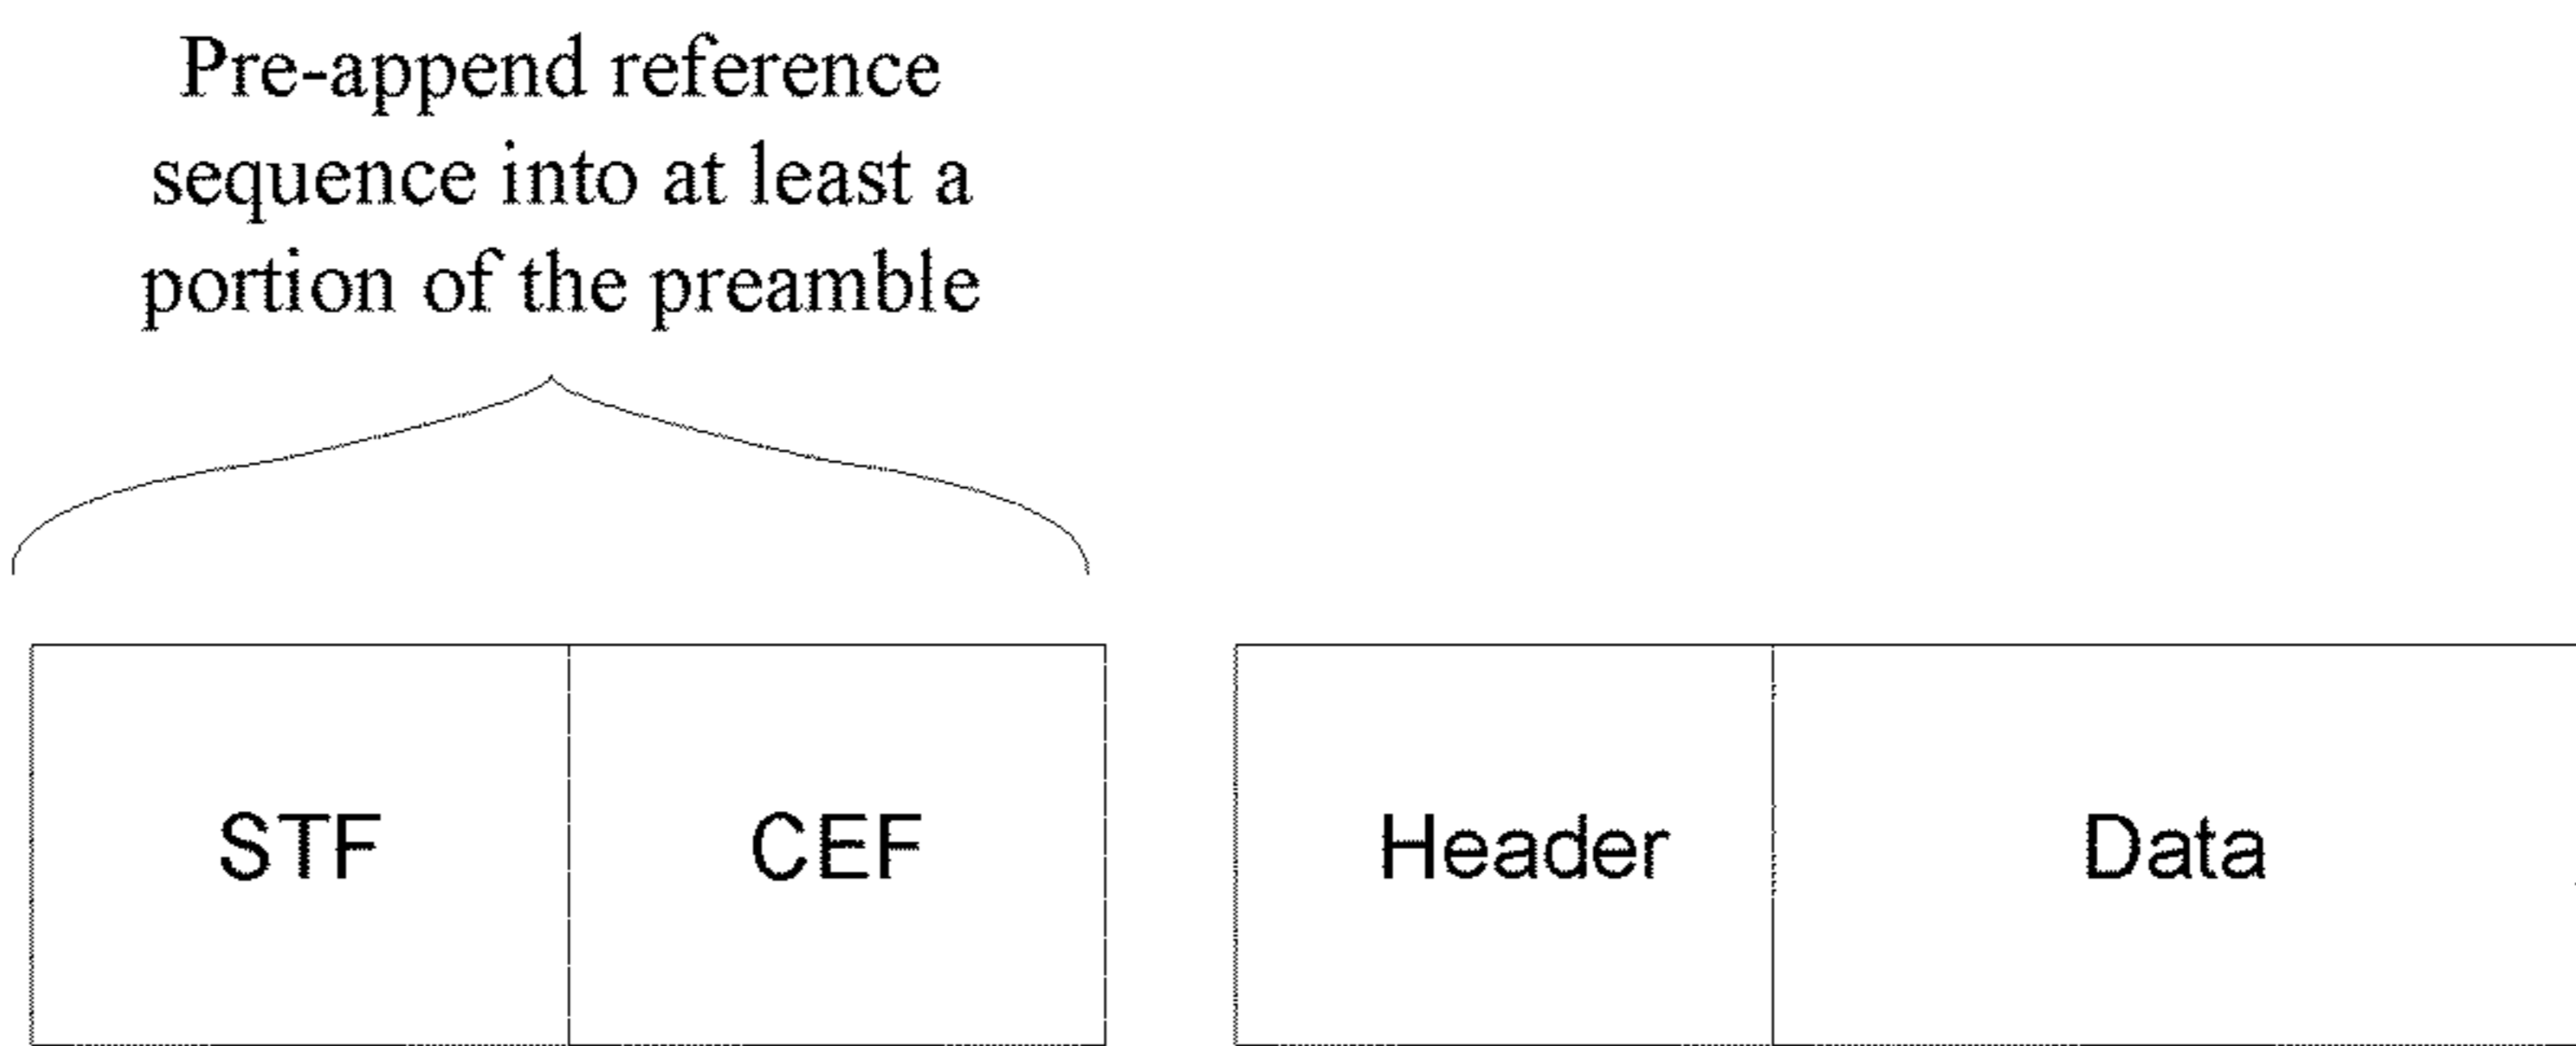 Pre-append reference
sequence into at least a
portion of the preamble
STF CEF Header Data